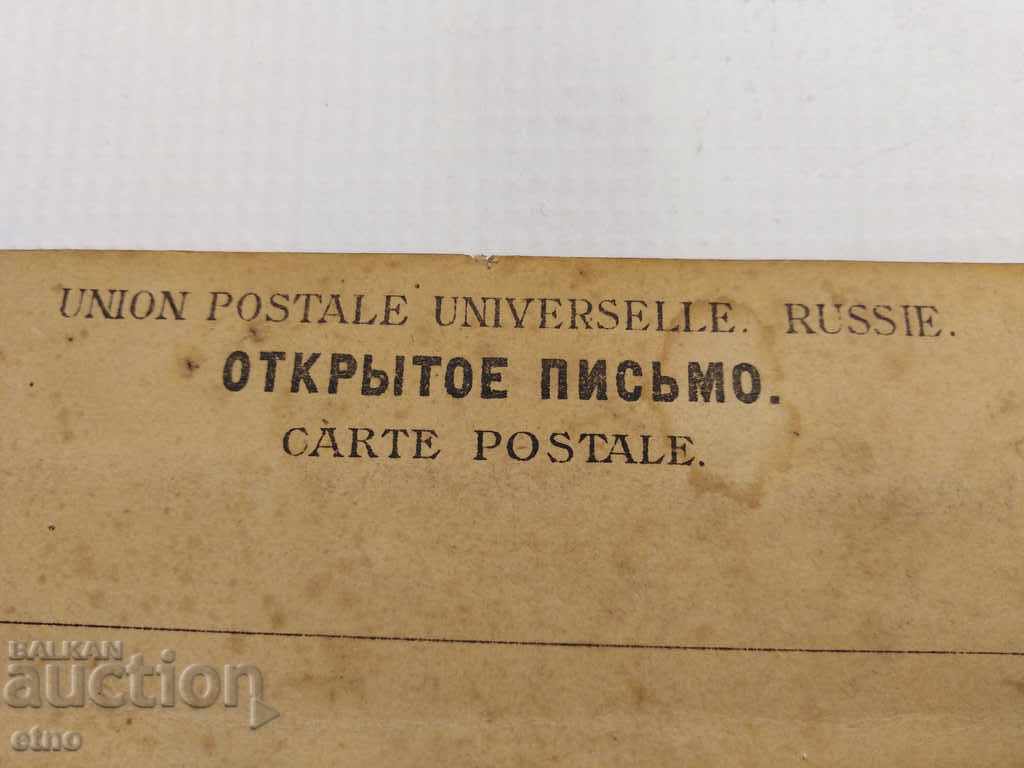 UNION POSTALE UNIVERSELLE. RUSSIE.
ОТКРЫТОЕ ПИСЬМО.
CARTE POSTALE.
BALKAN
auction
etno